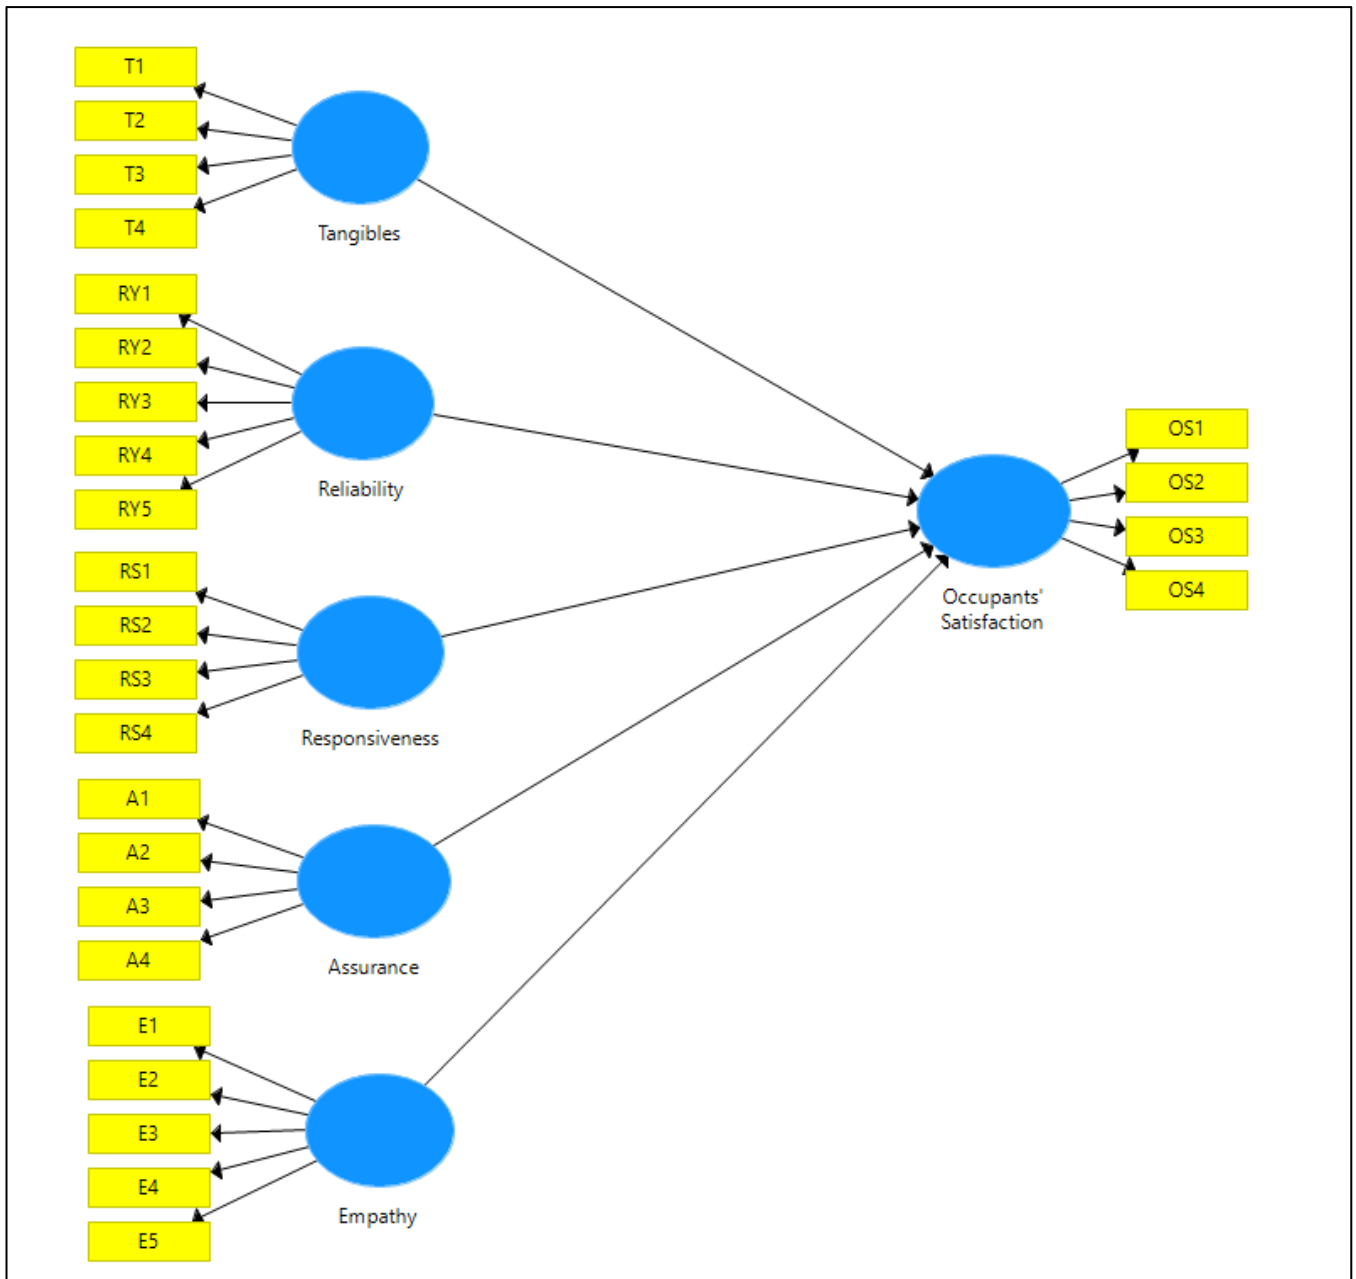 T1
T2
T3
T4
Tangibles
RY1
RY2
RY3
RY4
RY5
Reliability
RS1
RS2
RS3
RS4
Responsiveness
A1
A2
A3
A4
Assurance
E1
E2
E3
E4
E5
Empathy
OS1
OS2
OS3
OS4
Occupants'
Satisfaction